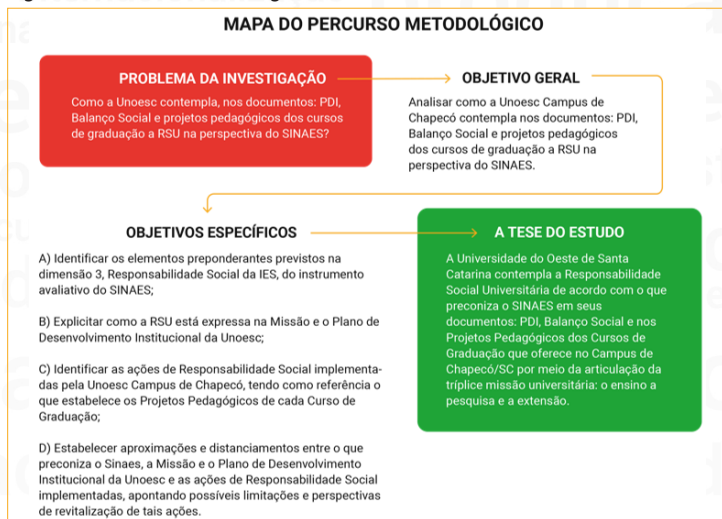 MAPA DO PERCURSO METODOLÓGICO
PROBLEMA DA INVESTIGAÇÃO
Como a Unoesc contempla, nos documentos: PDI,
Balanço Social e projetos pedagógicos dos cursos
de graduação a RSU na perspectiva do SINAES?
OBJETIVO GERAL
Analisar como a Unoesc Campus de
Chapecó contempla nos documentos: PDI,
Balanço Social e projetos pedagógicos
dos cursos de graduação a RSU na
perspectiva do SINAES.
OBJETIVOS ESPECÍFICOS
A) Identificar os elementos preponderantes previstos na
dimensão 3, Responsabilidade Social da IES, do instrumento
avaliativo do SINAES;
B) Explicitar como a RSU está expressa na Missão e o Plano de
Desenvolvimento Institucional da Unoesc;
C) Identificar as ações de Responsabilidade Social implementa-
das pela Unoesc Campus de Chapecó, tendo como referência o
que estabelece os Projetos Pedagógicos de cada Curso de
Graduação;
D) Estabelecer aproximações e distanciamentos entre o que
preconiza o Sinaes, a Missão e o Plano de Desenvolvimento
Institucional da Unoesc e as ações de Responsabilidade Social
implementadas, apontando possíveis limitações e perspectivas
de revitalização de tais ações.
A TESE DO ESTUDO
A Universidade do Oeste de Santa
Catarina contempla a Responsabilidade
Social Universitária de acordo com o que
preconiza o SINAES em seus
documentos: PDI, Balanço Social e nos
Projetos Pedagógicos dos Cursos de
Graduação que oferece no Campus de
Chapecó/SC por meio da articulação da
tríplice missão universitária: o ensino a
pesquisa e a extensão.